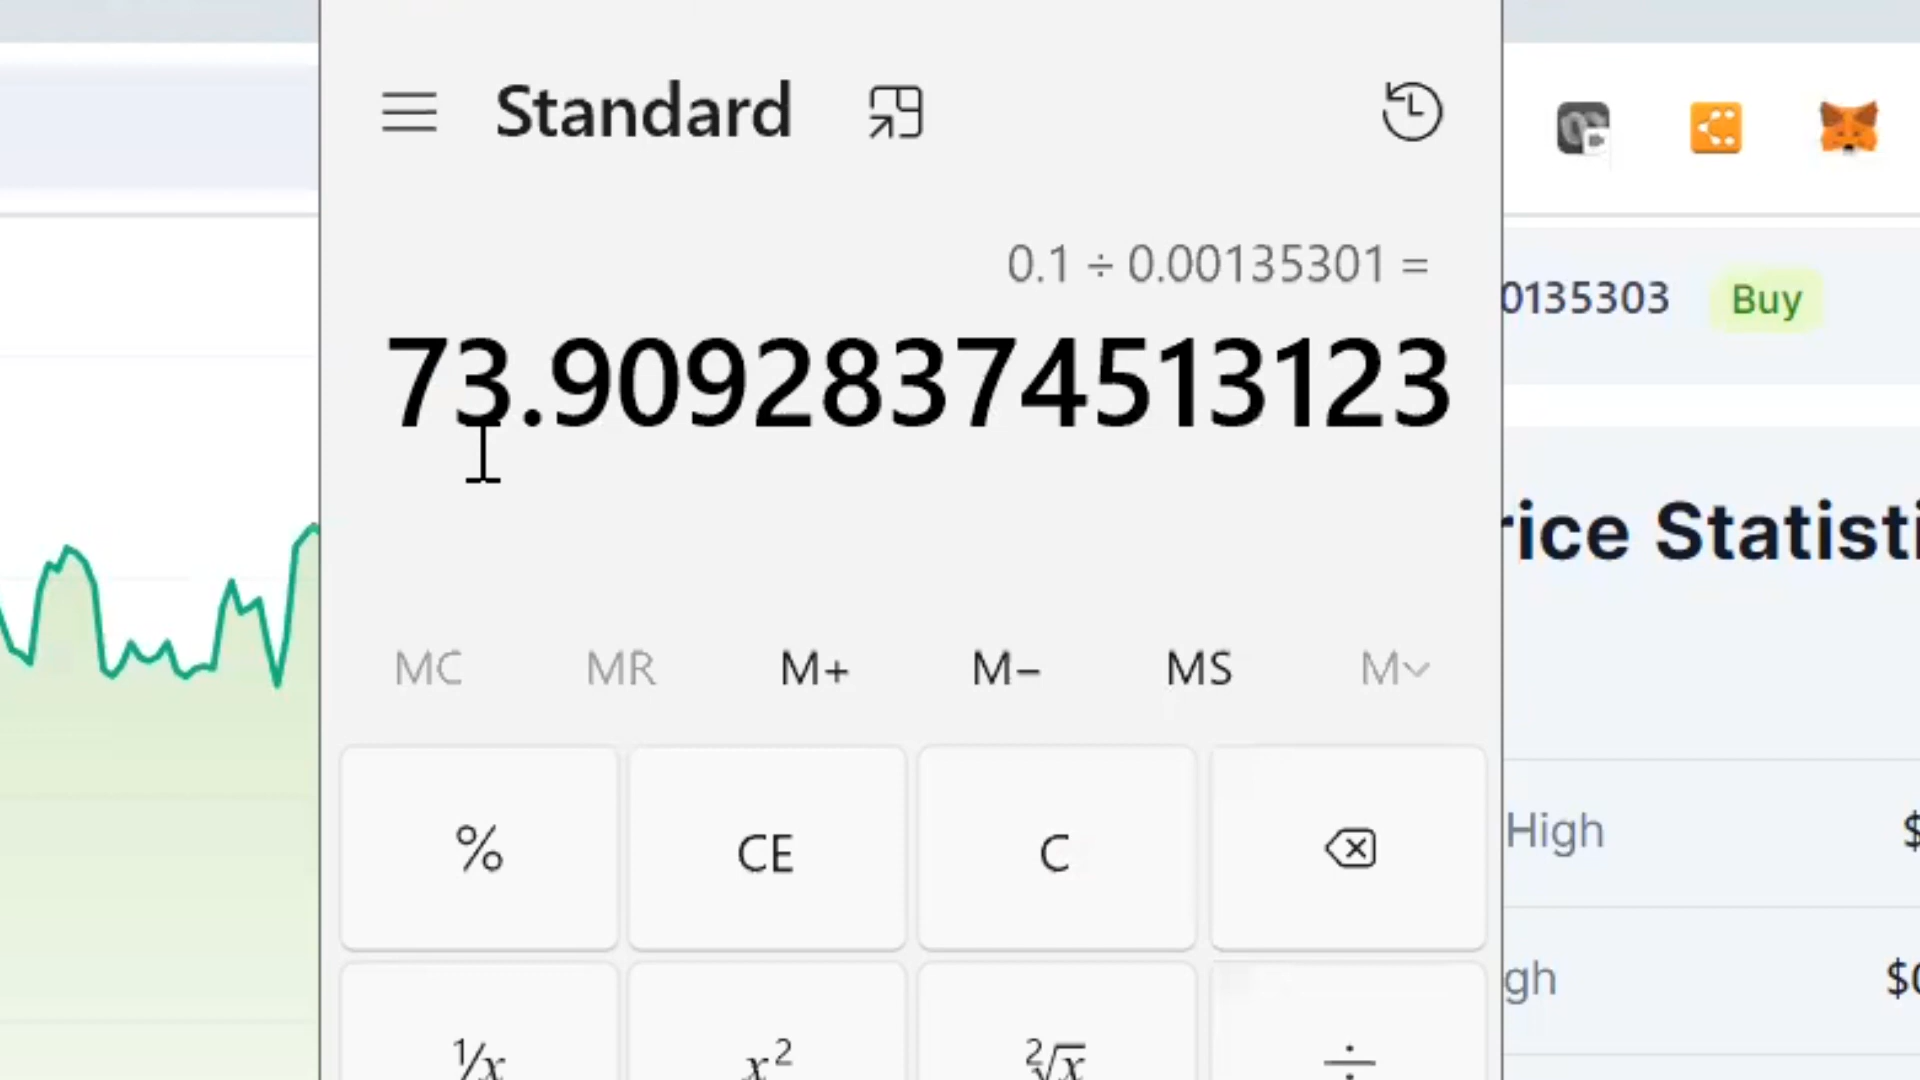 Standard
0.1 ÷ 0.00135301 =
73.90928374513123
0135303 Buy
rice Statisti
MC MR M+ M− MS M
% CE C
High $
gh $0
¹/x x² ²√x ÷